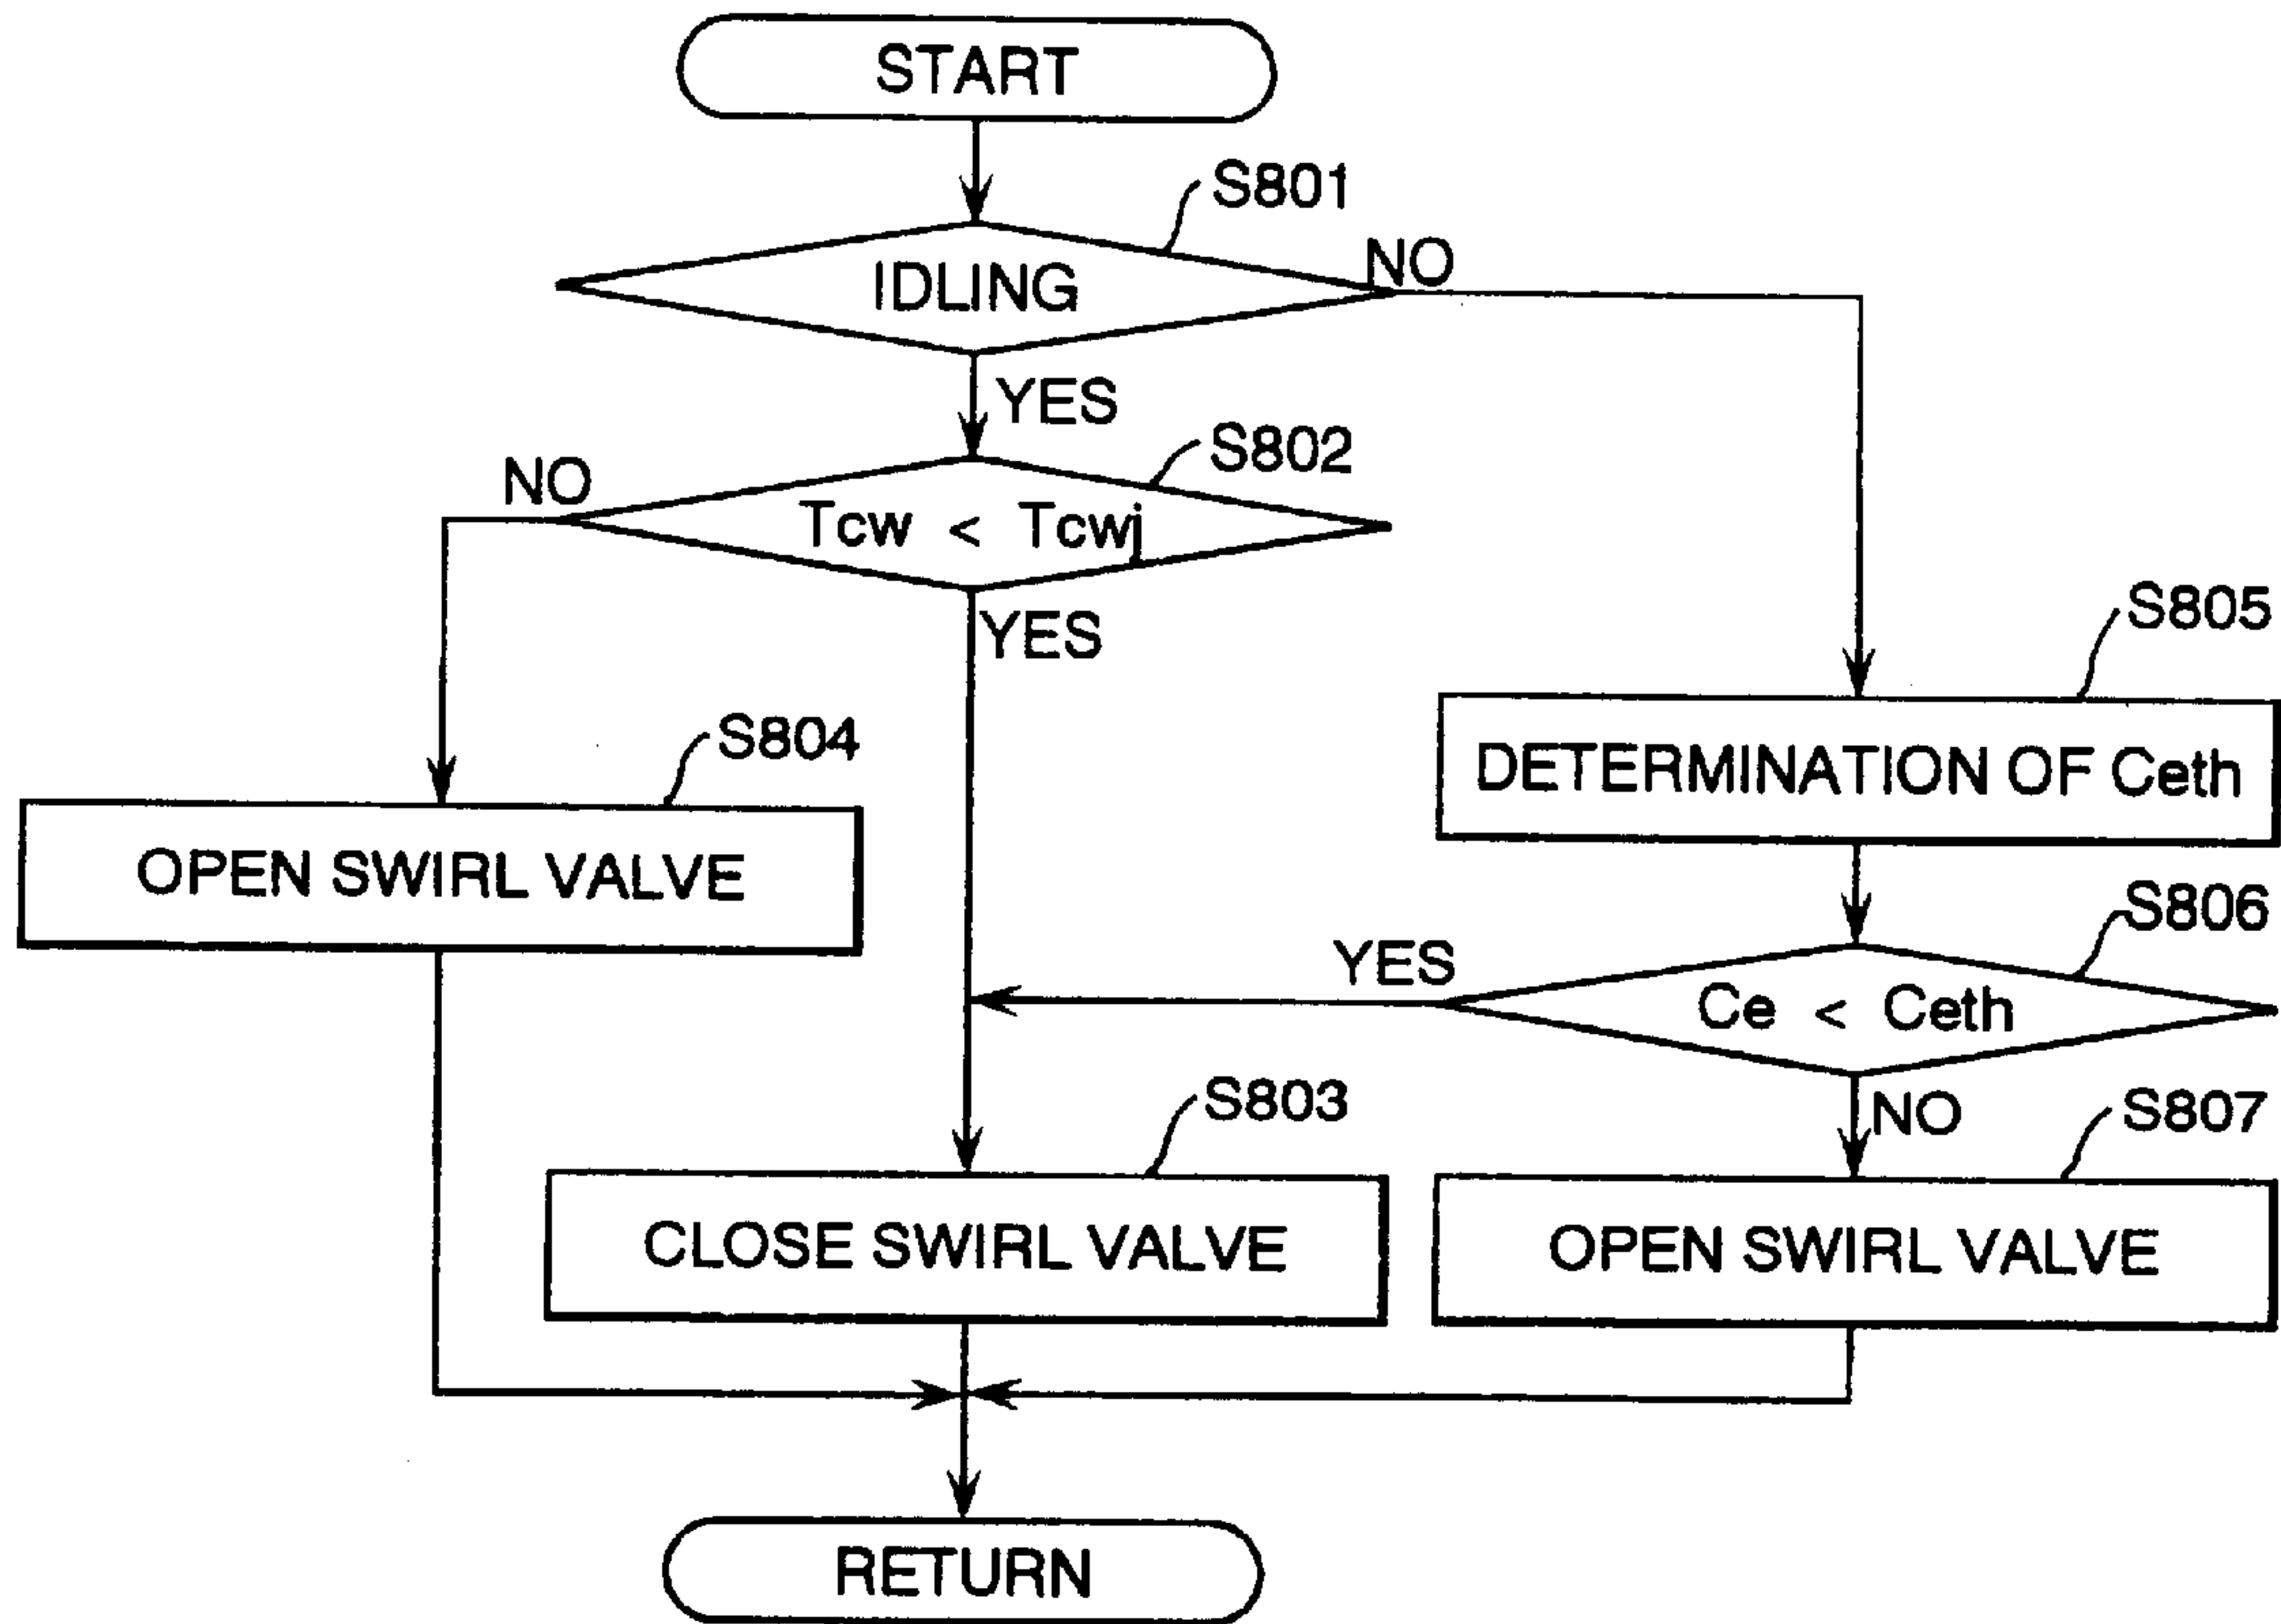 START
S801
IDLING
NO
YES
S802
NO
Tcw < Tcwj
YES
S805
DETERMINATION OF Ceth
S804
OPEN SWIRL VALVE
S806
YES
Ce < Ceth
NO
S803
S807
CLOSE SWIRL VALVE
OPEN SWIRL VALVE
RETURN